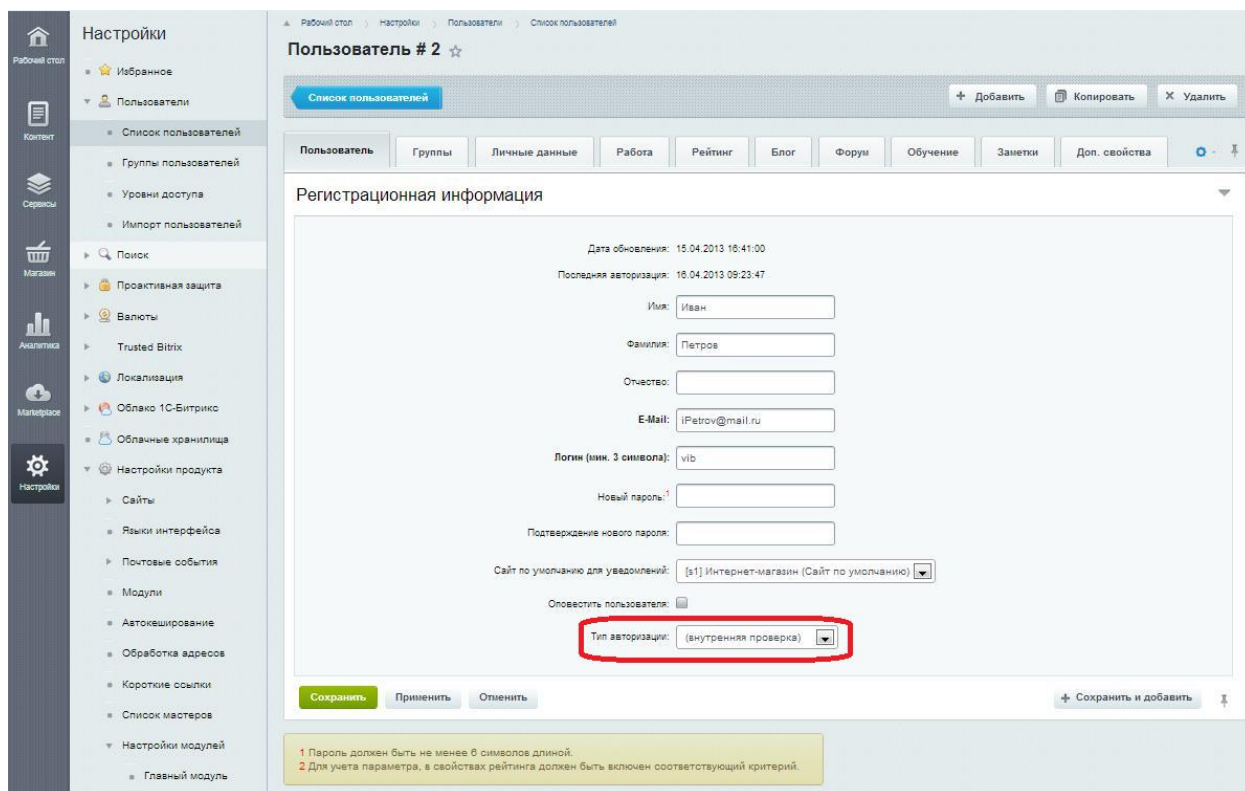 Рабочий стол
Контент
Сервисы
Магазин
Аналитика
Marketplace
Настройки
Настройки
Избранное
Пользователи
Список пользователей
Группы пользователей
Уровни доступа
Импорт пользователей
Поиск
Проактивная защита
Валюты
Trusted Bitrix
Локализация
Облако 1С-Битрикс
Облачные хранилища
Настройки продукта
Сайты
Языки интерфейса
Почтовые события
Модули
Автокеширование
Обработка адресов
Короткие ссылки
Список мастеров
Настройки модулей
Главный модуль
Рабочий стол Настройки Пользователи Список пользователей
Пользователь # 2
Список пользователей + Добавить Копировать Удалить
Пользователь Группы Личные данные Работа Рейтинг Блог Форум Обучение Заметки Доп. свойства
Регистрационная информация
Дата обновления: 15.04.2013 16:41:00
Последняя авторизация: 16.04.2013 09:23:47
Имя: Иван
Фамилия: Петров
Отчество:
E-Mail: iPetrov@mail.ru
Логин (мин. 3 символа): vib
Новый пароль:1
Подтверждение нового пароля:
Сайт по умолчанию для уведомлений: [s1] Интернет-магазин (Сайт по умолчанию)
Оповестить пользователя:
Тип авторизации: (внутренняя проверка)
Сохранить Применить Отменить + Сохранить и добавить
1 Пароль должен быть не менее 6 символов длиной.
2 Для учета параметра, в свойствах рейтинга должен быть включен соответствующий критерий.